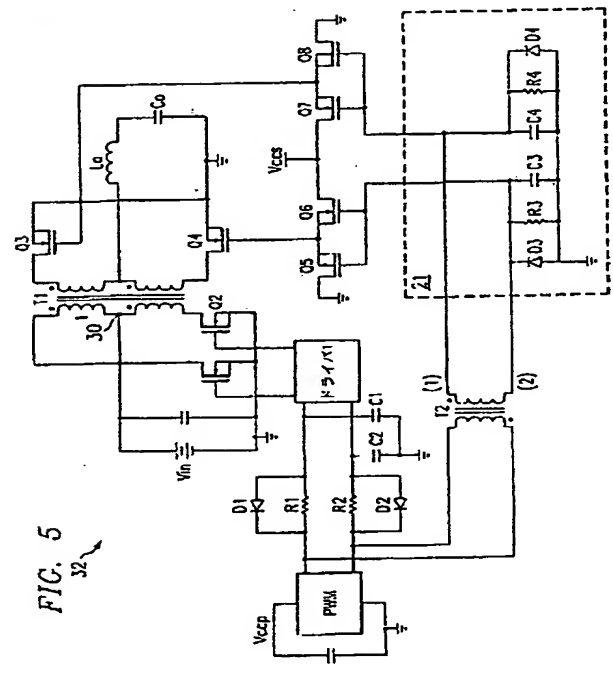 FIG. 5
32
Vin
30
1
T1
Q3
Lo
Co
Q4
Q2
ドライバ
D1
R1
R2
D2
C1
C2
PWM
Vccp
Q5
Q6
Vccs
Q7
Q8
T2
(1)
(2)
21
D3
R3
C3
C4
R4
D4